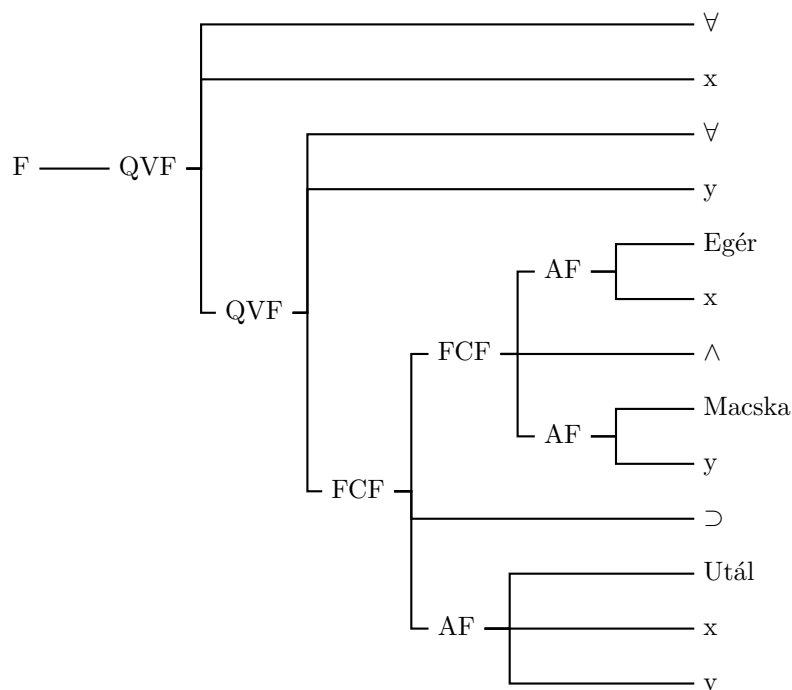 ∀
x
∀
F QVF
y
Egér
AF
x
QVF
FCF ∧
Macska
AF
y
FCF
⊃
Utál
AF x
y